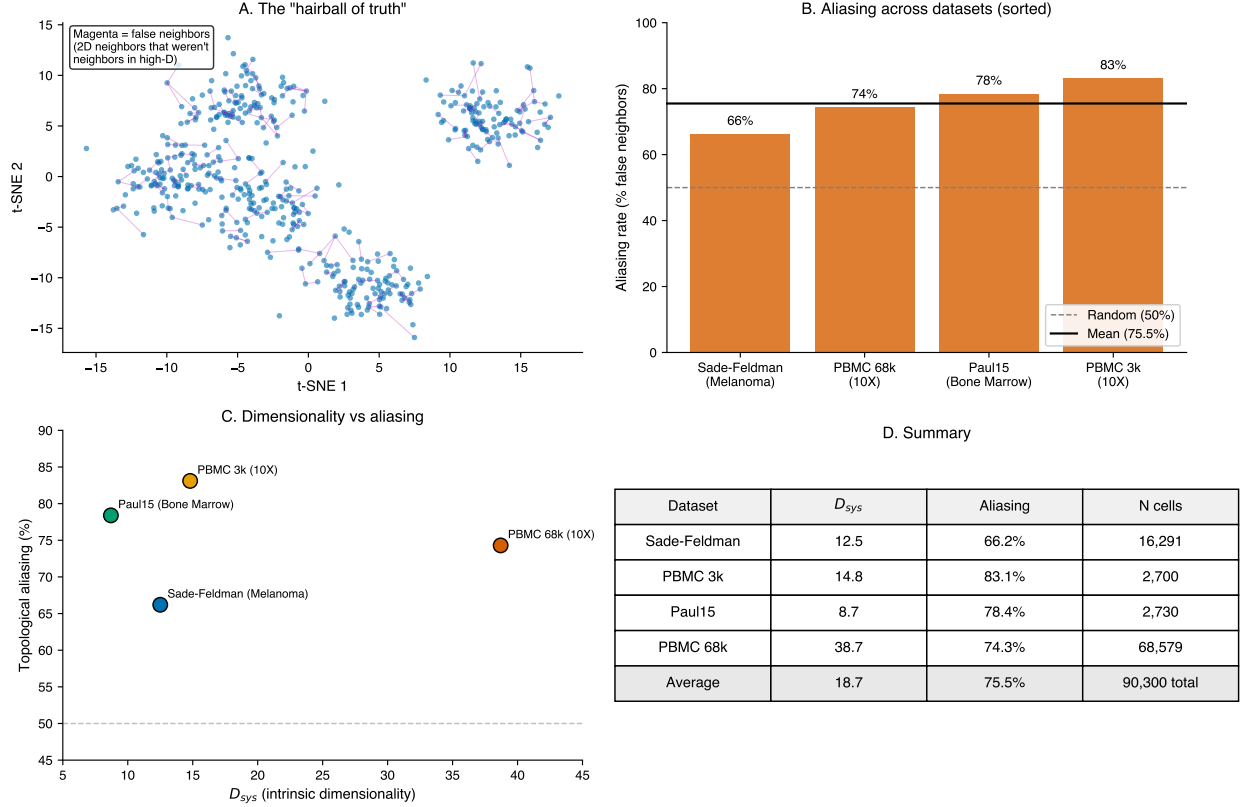 A. The "hairball of truth"
Magenta = false neighbors
(2D neighbors that weren't
neighbors in high-D)
15
10
5
0
−5
−10
−15
−15
−10
−5
0
5
10
15
t-SNE 1
t-SNE 2
B. Aliasing across datasets (sorted)
100
80
60
40
20
0
Aliasing rate (% false neighbors)
66%
74%
78%
83%
Random (50%)
Mean (75.5%)
Sade-Feldman
(Melanoma)
PBMC 68k
(10X)
Paul15
(Bone Marrow)
PBMC 3k
(10X)
C. Dimensionality vs aliasing
90
85
80
75
70
65
60
55
50
45
Topological aliasing (%)
PBMC 3k (10X)
Paul15 (Bone Marrow)
PBMC 68k (10X)
Sade-Feldman (Melanoma)
5
10
15
20
25
30
35
40
45
Dsys (intrinsic dimensionality)
D. Summary
Dataset Dsys Aliasing N cells
Sade-Feldman 12.5 66.2% 16,291
PBMC 3k 14.8 83.1% 2,700
Paul15 8.7 78.4% 2,730
PBMC 68k 38.7 74.3% 68,579
Average 18.7 75.5% 90,300 total